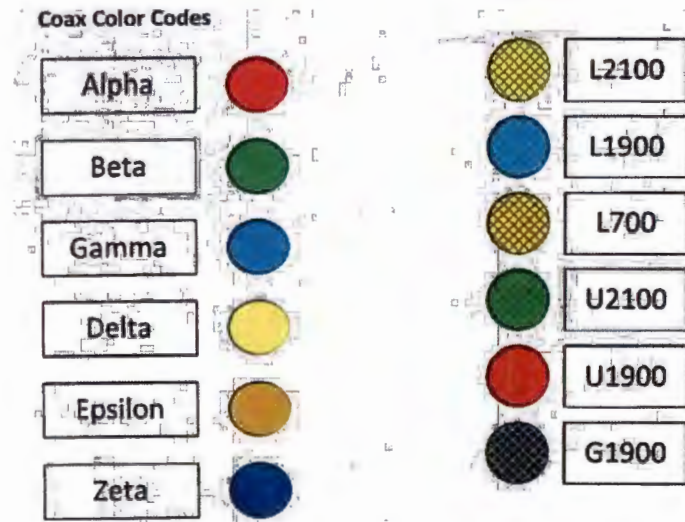 Coax Color Codes
Alpha
Beta
Gamma
Delta
Epsilon
Zeta
L2100
L1900
L700
U2100
U1900
G1900